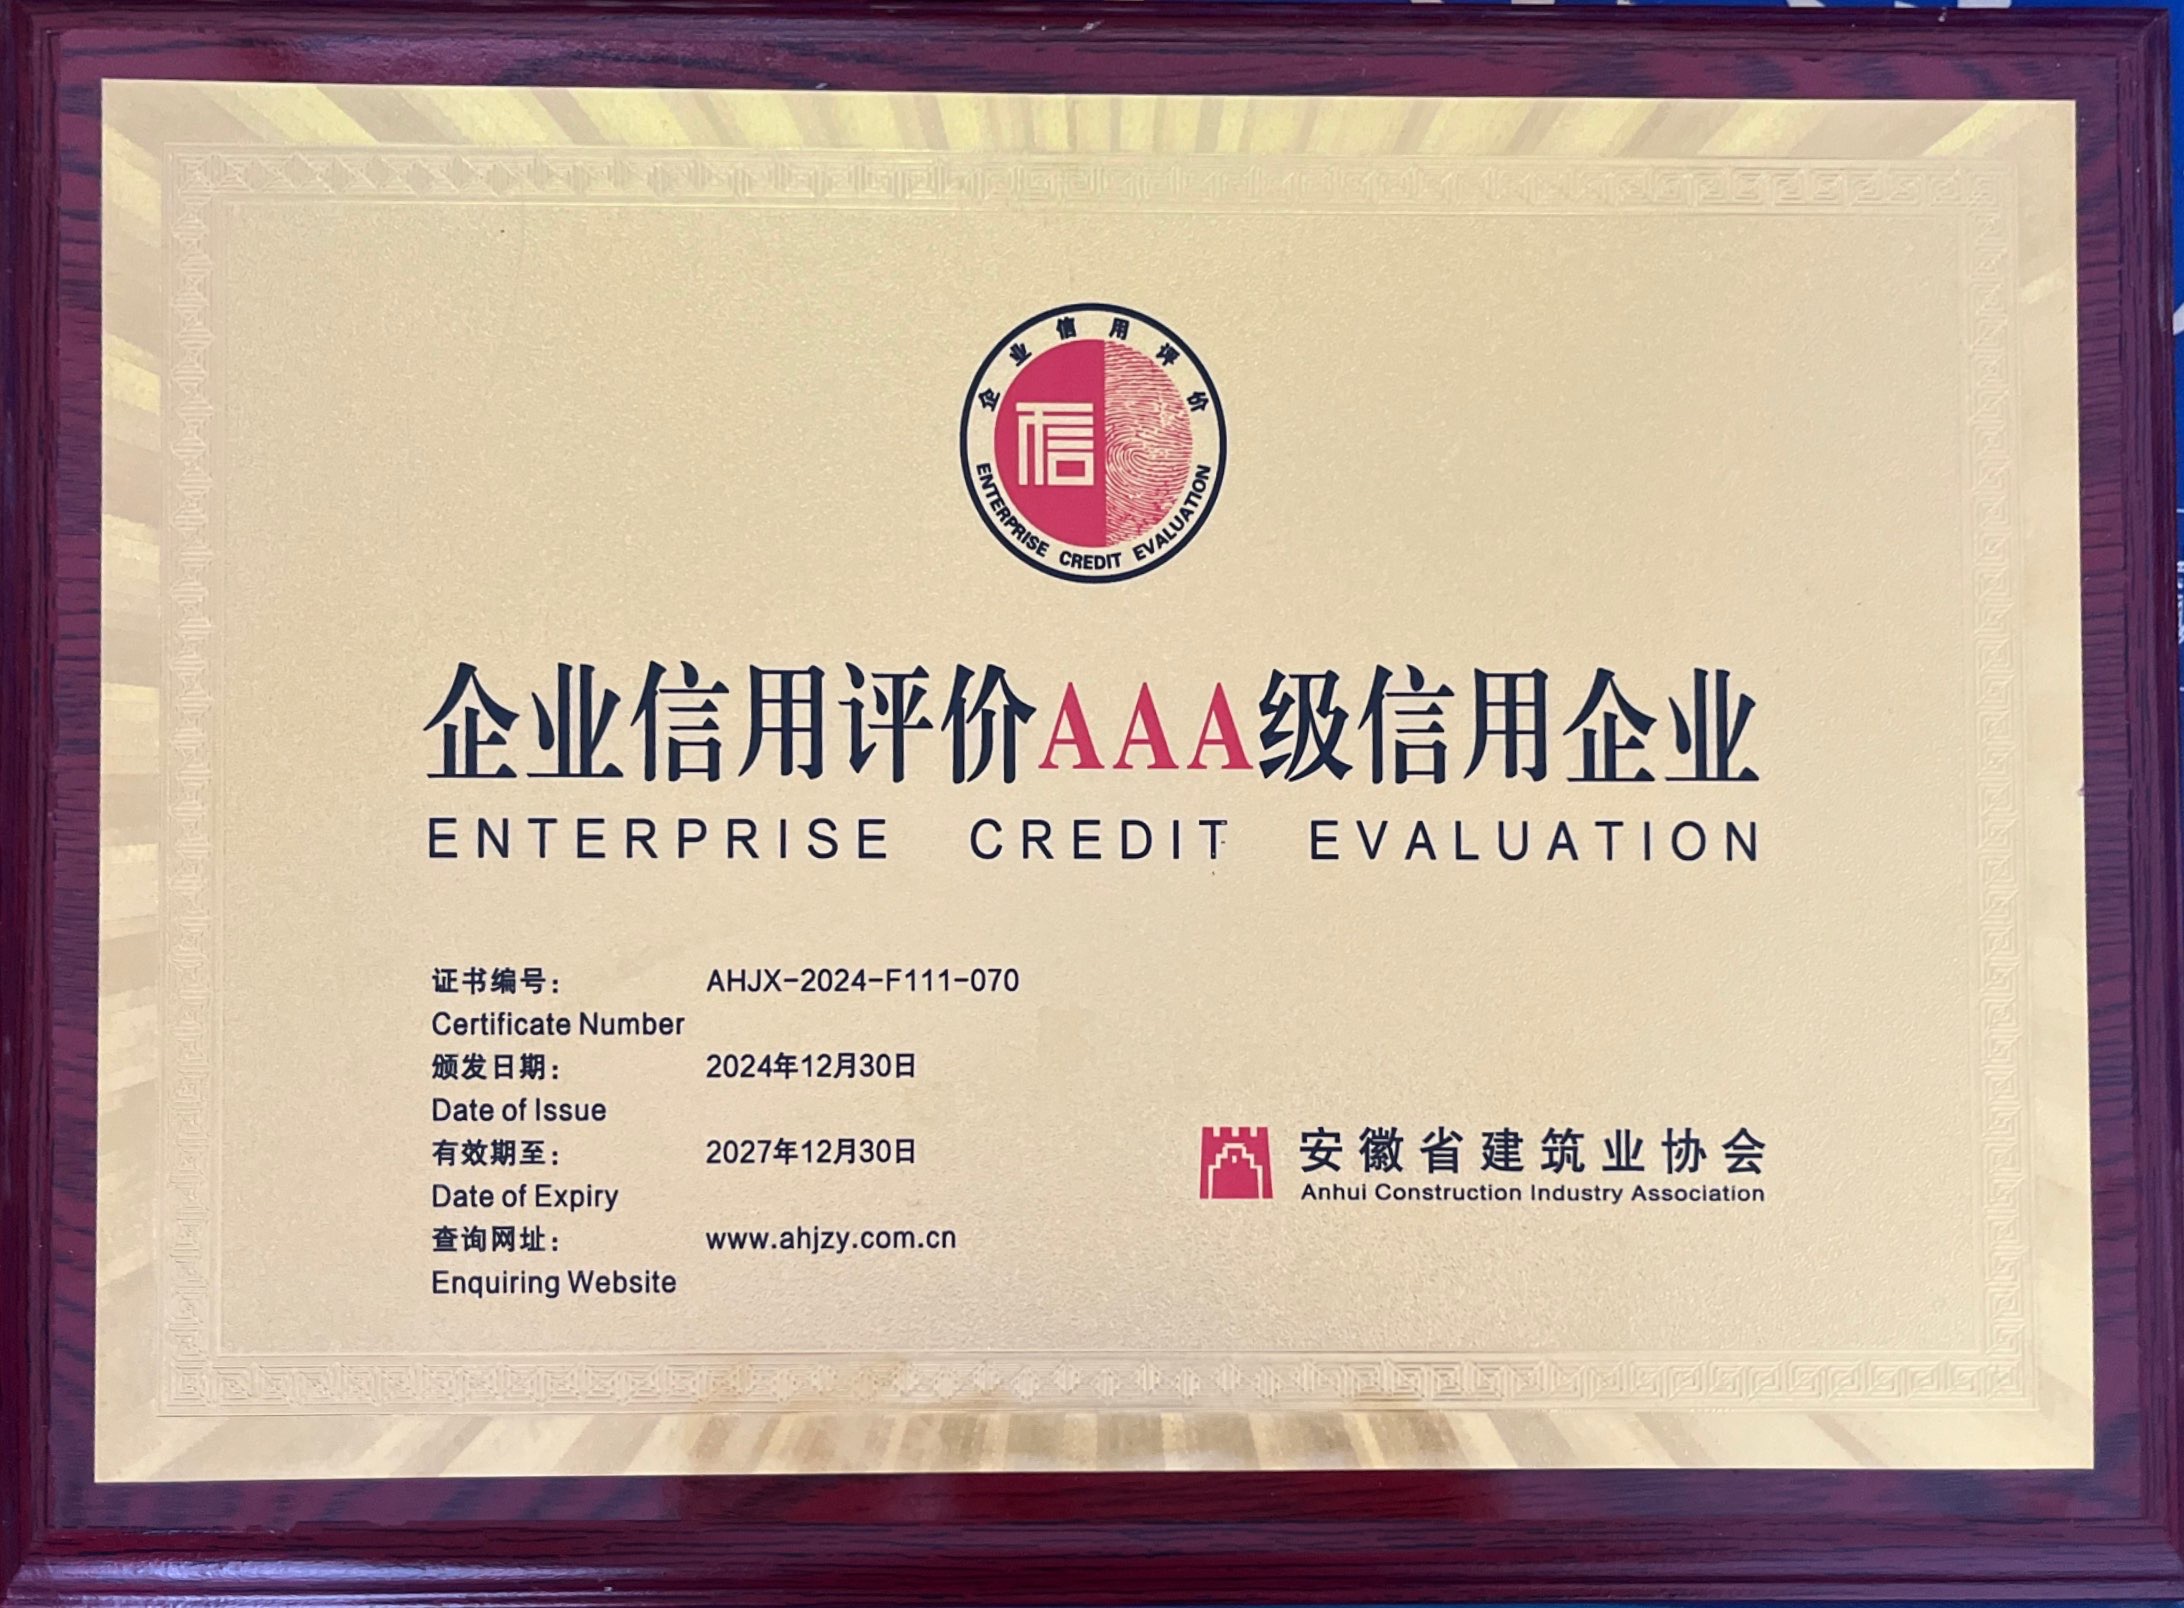 企业信用评价
信
ENTERPRISE CREDIT EVALUATION
企业信用评价AAA级信用企业
ENTERPRISE CREDIT EVALUATION
证书编号： AHJX-2024-F111-070
Certificate Number
颁发日期： 2024年12月30日
Date of Issue
有效期至： 2027年12月30日
Date of Expiry
查询网址： www.ahjzy.com.cn
Enquiring Website
安徽省建筑业协会
Anhui Construction Industry Association